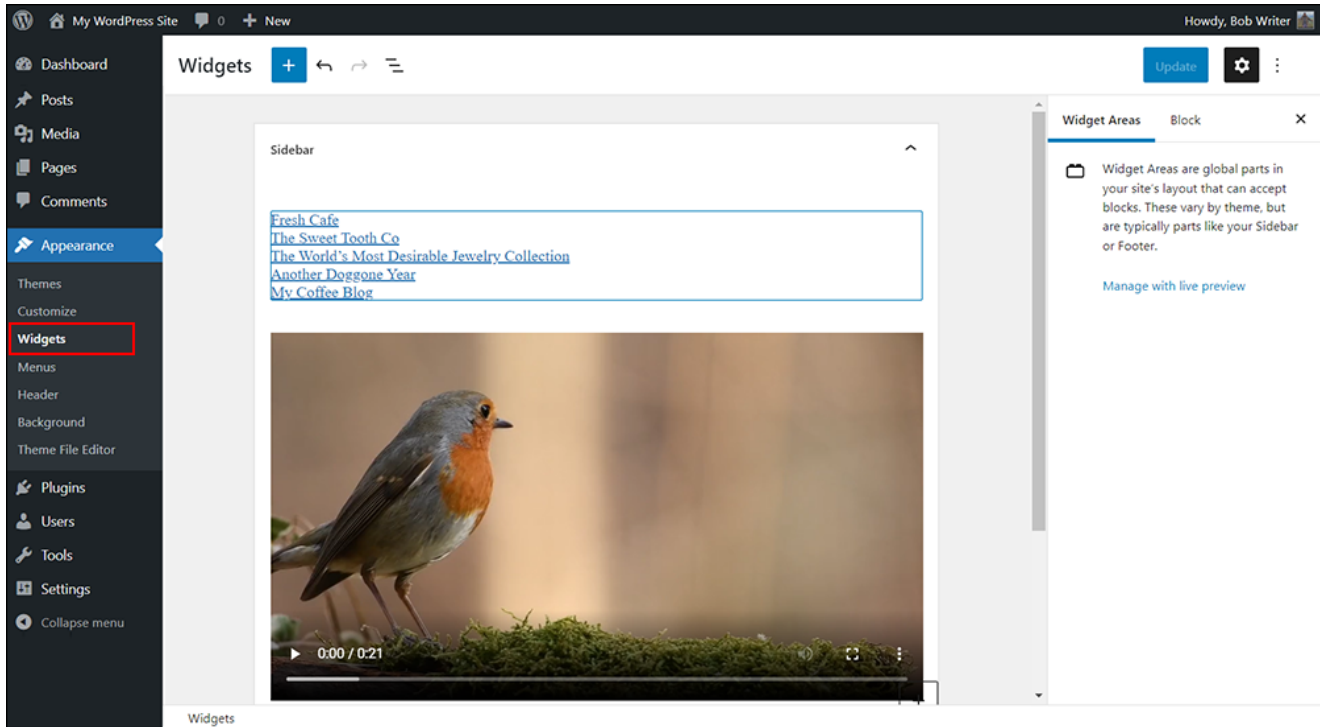 My WordPress Site 0 New Howdy, Bob Writer
Dashboard
Posts
Media
Pages
Comments
Appearance
Themes
Customize
Widgets
Menus
Header
Background
Theme File Editor
Plugins
Users
Tools
Settings
Collapse menu
Widgets
Update
Sidebar
Fresh Cafe
The Sweet Tooth Co
The World’s Most Desirable Jewelry Collection
Another Doggone Year
My Coffee Blog
0:00 / 0:21
Widget Areas Block
Widget Areas are global parts in
your site’s layout that can accept
blocks. These vary by theme, but
are typically parts like your Sidebar
or Footer.
Manage with live preview
Widgets